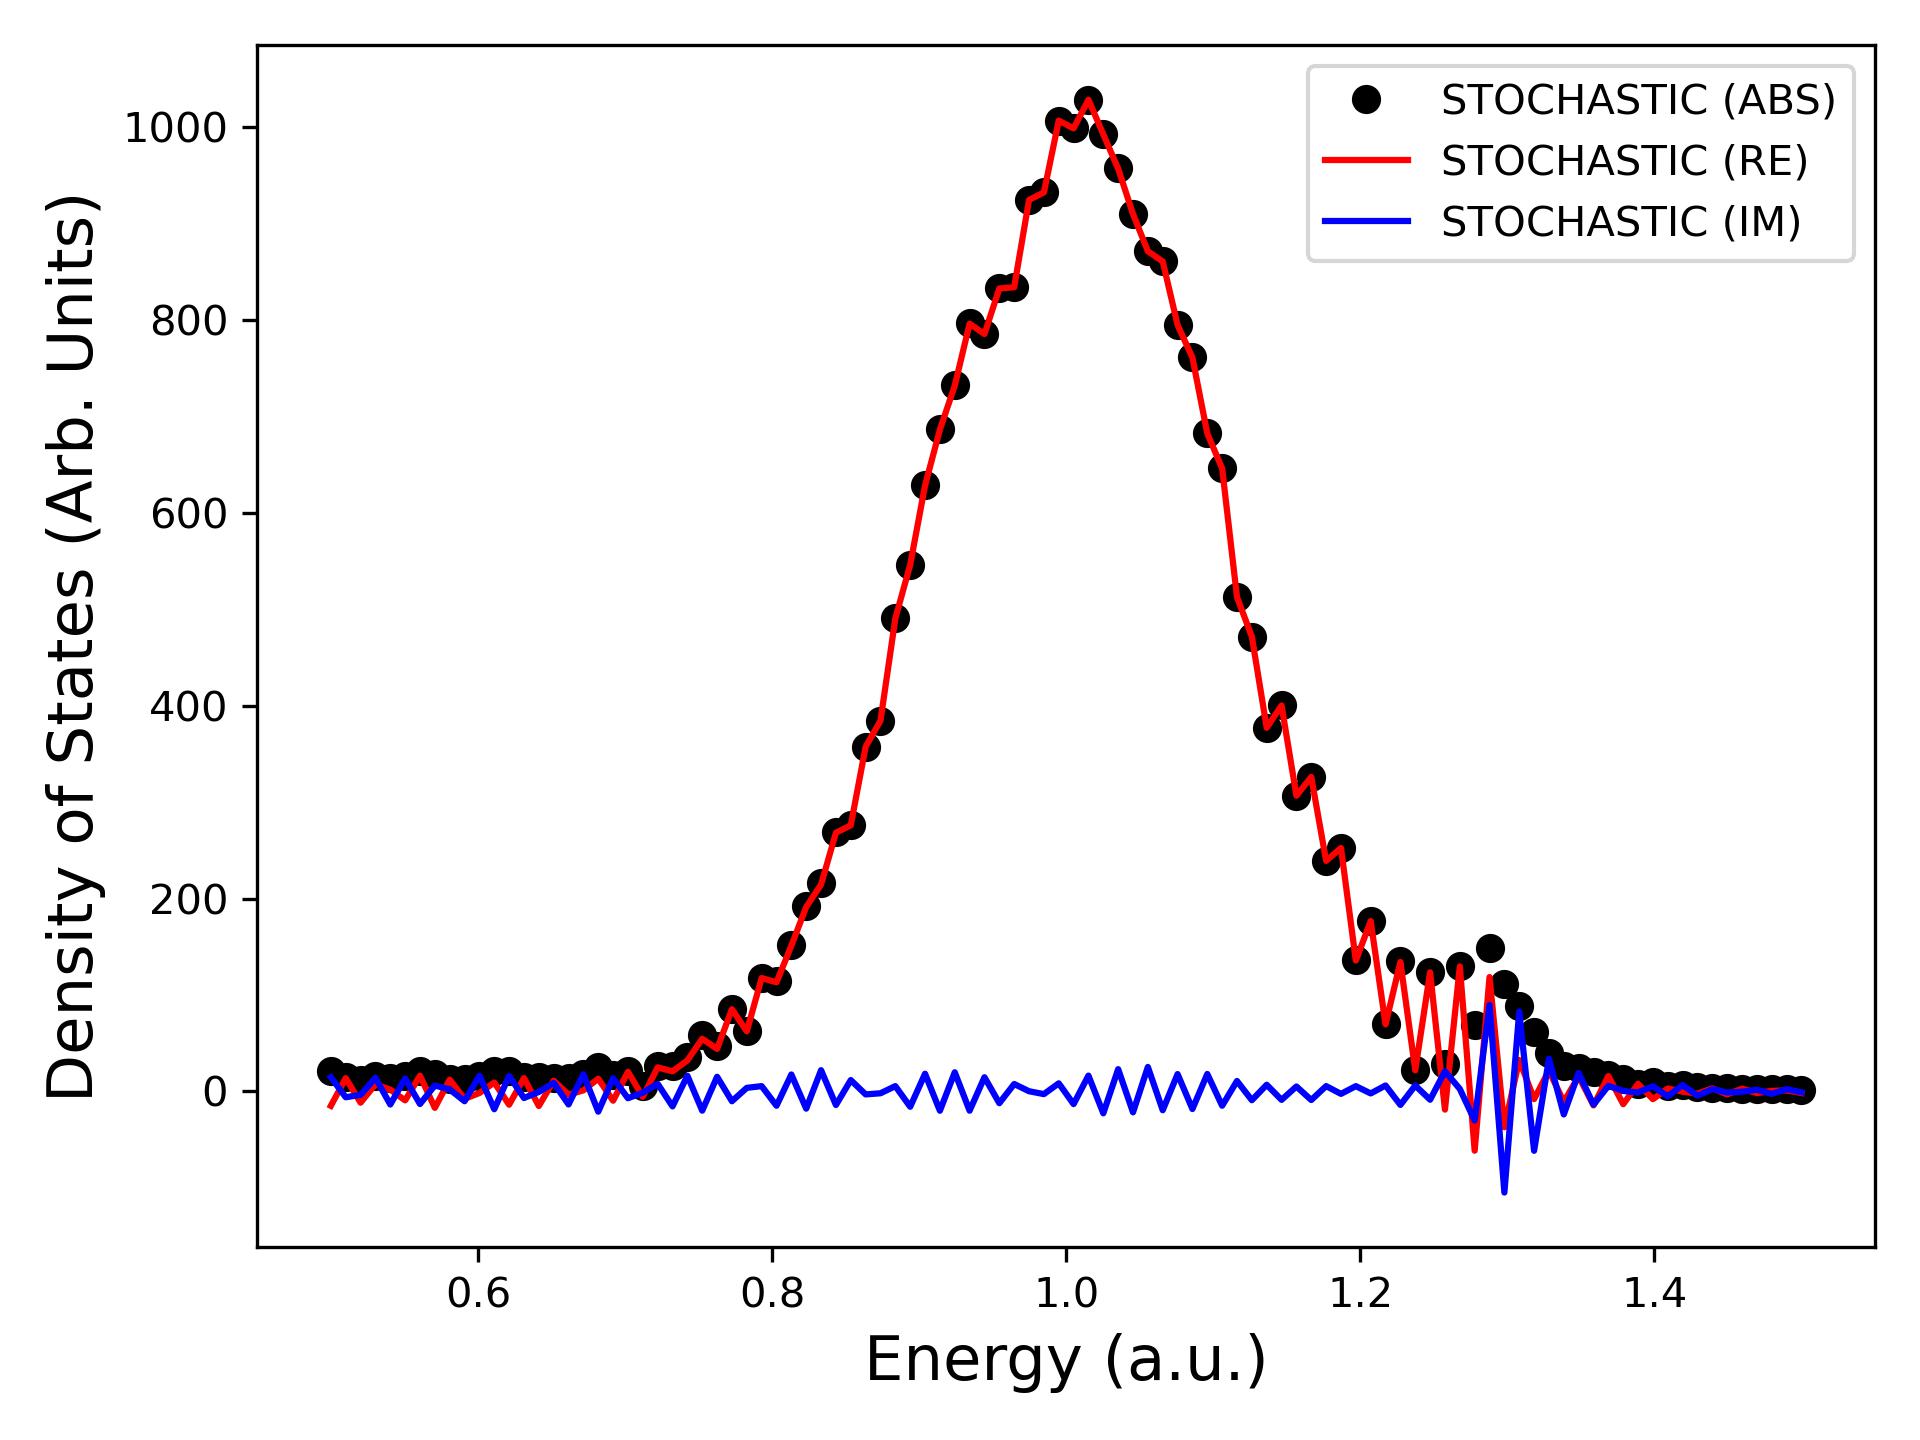 Density of States (Arb. Units)
1000
800
600
400
200
0
STOCHASTIC (ABS)
STOCHASTIC (RE)
STOCHASTIC (IM)
0.6 0.8 1.0 1.2 1.4
Energy (a.u.)